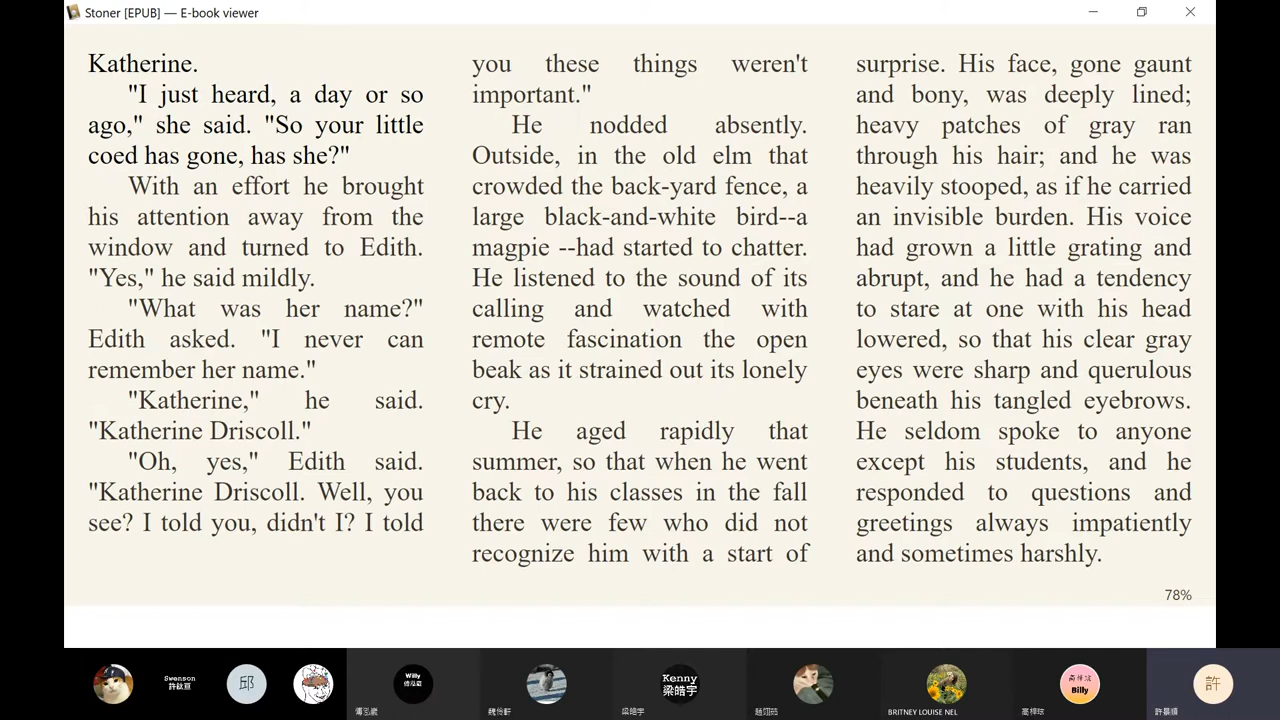 Stoner [EPUB] — E-book viewer
Katherine.
"I just heard, a day or so
ago," she said. "So your little
coed has gone, has she?"
With an effort he brought
his attention away from the
window and turned to Edith.
"Yes," he said mildly.
"What was her name?"
Edith asked. "I never can
remember her name."
"Katherine," he said.
"Katherine Driscoll."
"Oh, yes," Edith said.
"Katherine Driscoll. Well, you
see? I told you, didn't I? I told
you these things weren't
important."
He nodded absently.
Outside, in the old elm that
crowded the back-yard fence, a
large black-and-white bird--a
magpie --had started to chatter.
He listened to the sound of its
calling and watched with
remote fascination the open
beak as it strained out its lonely
cry.
He aged rapidly that
summer, so that when he went
back to his classes in the fall
there were few who did not
recognize him with a start of
surprise. His face, gone gaunt
and bony, was deeply lined;
heavy patches of gray ran
through his hair; and he was
heavily stooped, as if he carried
an invisible burden. His voice
had grown a little grating and
abrupt, and he had a tendency
to stare at one with his head
lowered, so that his clear gray
eyes were sharp and querulous
beneath his tangled eyebrows.
He seldom spoke to anyone
except his students, and he
responded to questions and
greetings always impatiently
and sometimes harshly.
78%
Swenson
邱
Willy
Kenny
梁皓宇
Billy
許
梁皓宇
BRITNEY LOUISE NEL